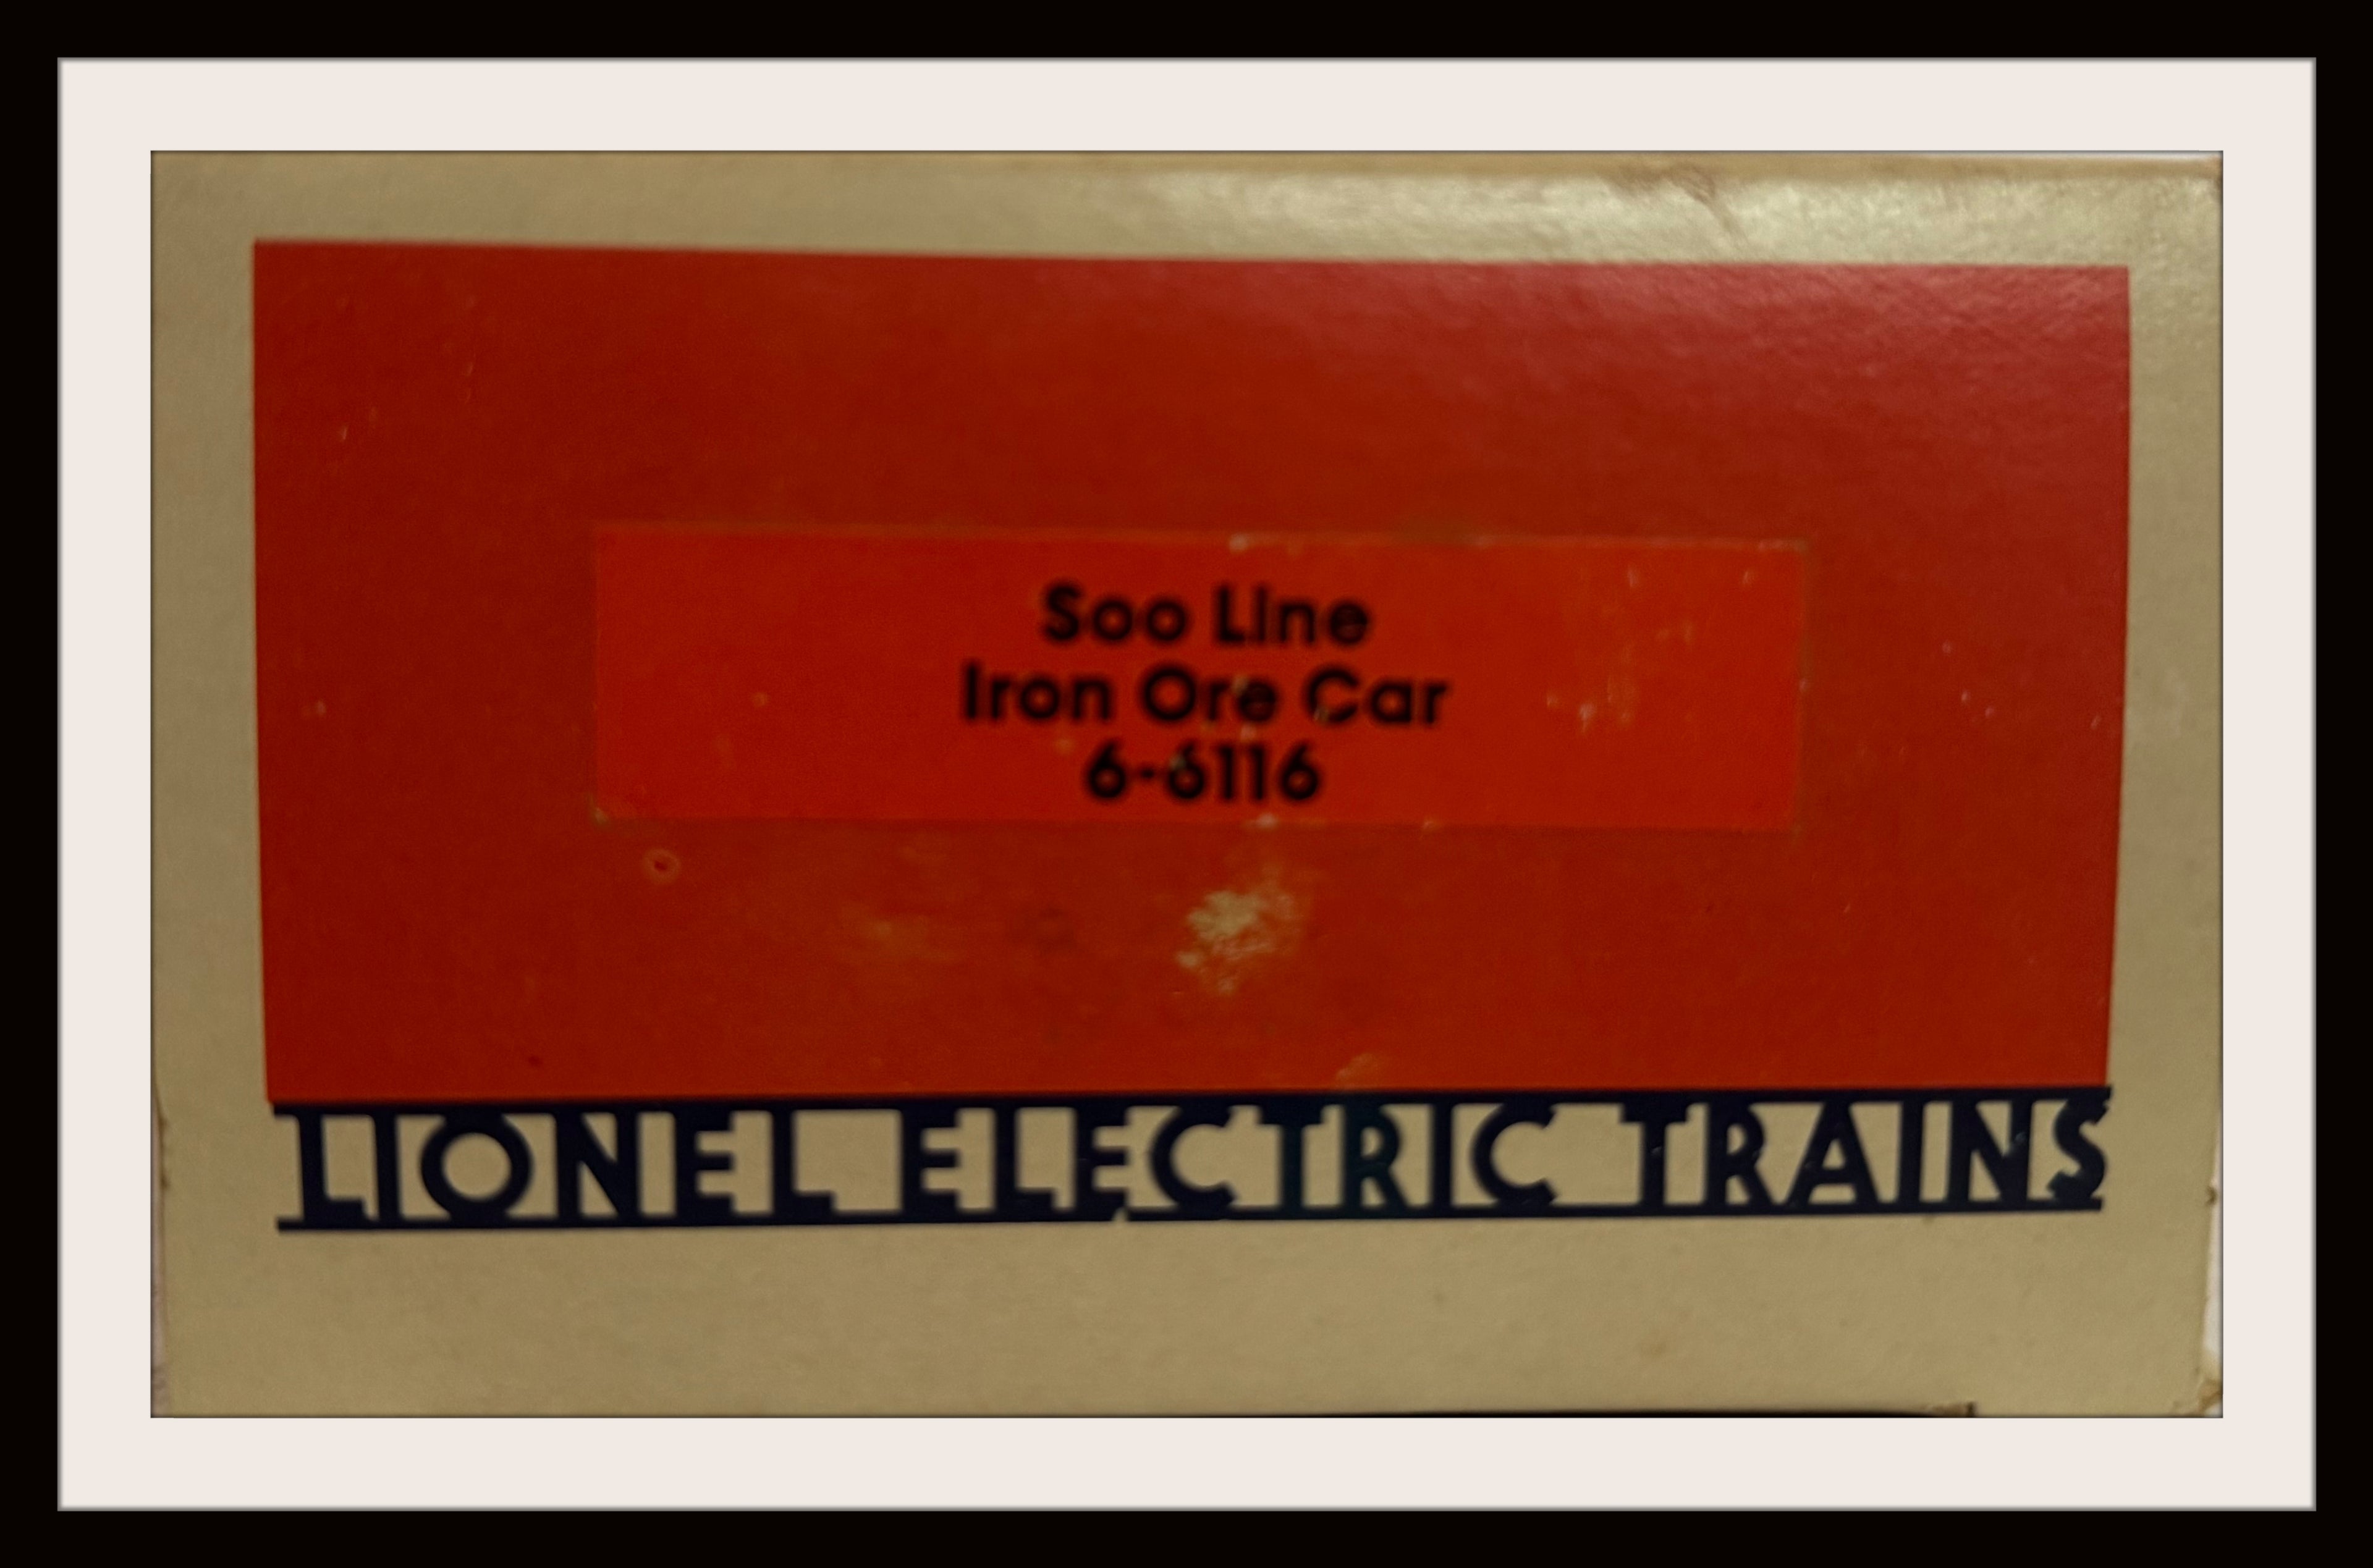 Soo Line
Iron Ore Car
6-6116
LIONEL ELECTRIC TRAINS